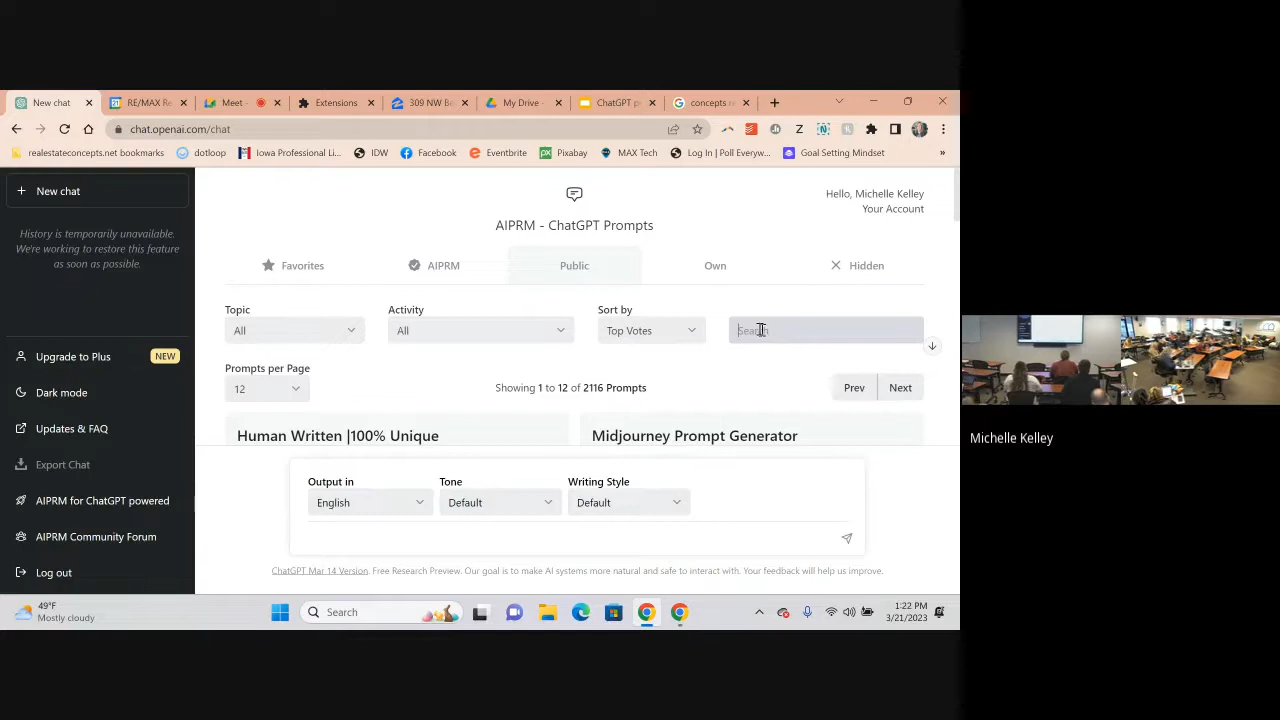 New chat
RE/MAX Re
Meet -
Extensions
309 NW Be
My Drive -
ChatGPT p
concepts re
chat.openai.com/chat
realestateconcepts.net bookmarks
dotloop
Iowa Professional Li...
IDW
Facebook
Eventbrite
Pixabay
MAX Tech
Log In | Poll Everyw...
Goal Setting Mindset
»
New chat
History is temporarily unavailable.
We're working to restore this feature
as soon as possible.
Upgrade to Plus
NEW
Dark mode
Updates & FAQ
Export Chat
AIPRM for ChatGPT powered
AIPRM Community Forum
Log out
Hello, Michelle Kelley
Your Account
AIPRM - ChatGPT Prompts
Favorites
AIPRM
Public
Own
Hidden
Topic
Activity
Sort by
All
All
Top Votes
Search
Prompts per Page
12
Showing 1 to 12 of 2116 Prompts
Prev
Next
Human Written |100% Unique
Midjourney Prompt Generator
Output in
Tone
Writing Style
English
Default
Default
ChatGPT Mar 14 Version. Free Research Preview. Our goal is to make AI systems more natural and safe to interact with. Your feedback will help us improve.
49°F
Mostly cloudy
Search
1:22 PM
3/21/2023
Michelle Kelley